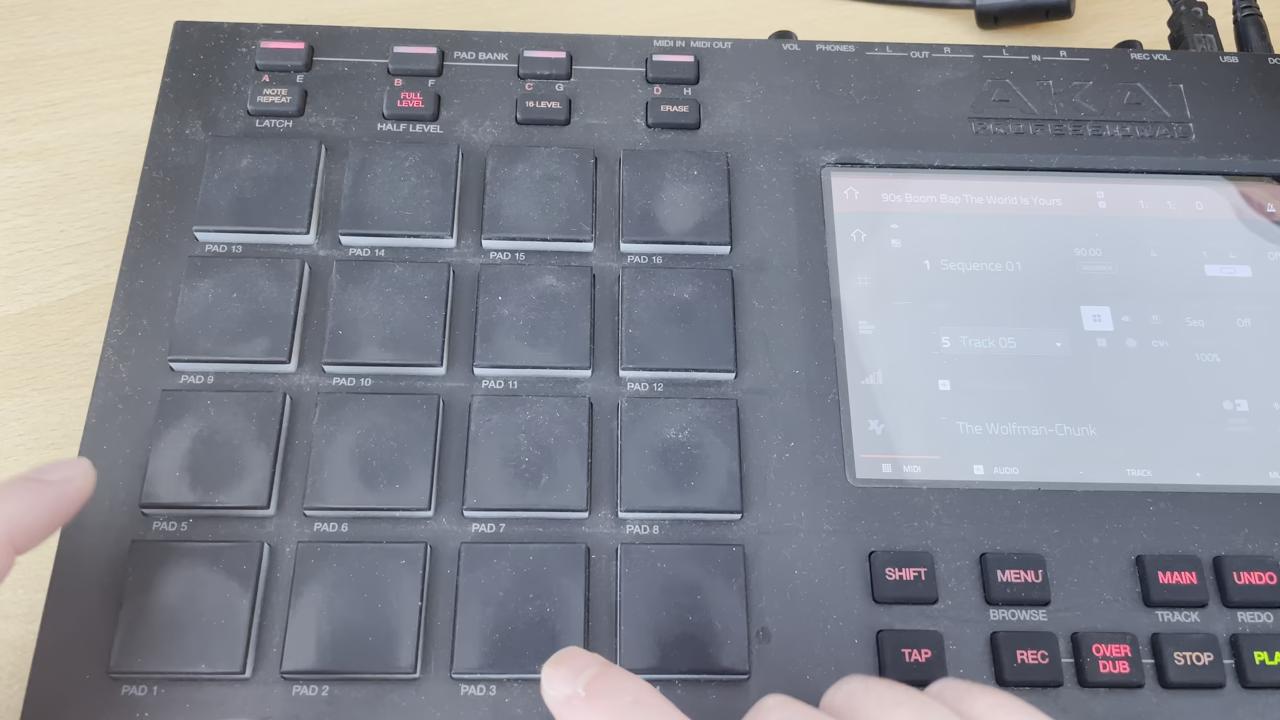 PAD BANK
MIDI IN MIDI OUT
VOL PHONES L OUT R L IN R REC VOL USB
A E B F C G D H
NOTE REPEAT
FULL LEVEL
16 LEVEL
ERASE
LATCH
HALF LEVEL
AKAI
PROFESSIONAL
PAD 13 PAD 14 PAD 15 PAD 16
PAD 9 PAD 10 PAD 11 PAD 12
PAD 5 PAD 6 PAD 7 PAD 8
PAD 1 PAD 2 PAD 3
90s Boom Bap The World Is Yours 1: 1: 0
90.00
1 Sequence 01
5 Track 05
Seq Off
CV
100%
The Wolfman-Chunk
MIDI AUDIO - TRACK +
SHIFT MENU MAIN UNDO
BROWSE TRACK REDO
TAP REC OVER DUB STOP